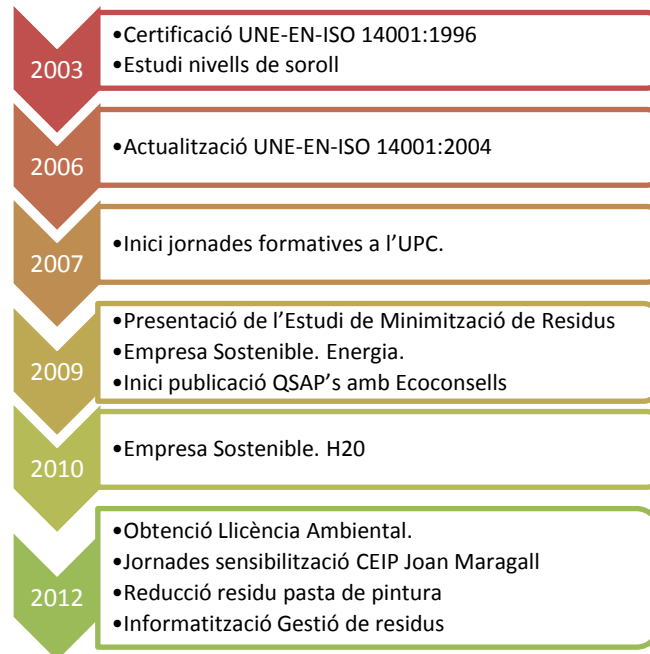 2003
•Certificació UNE-EN-ISO 14001:1996
•Estudi nivells de soroll
2006
•Actualització UNE-EN-ISO 14001:2004
2007
•Inici jornades formatives a l’UPC.
2009
•Presentació de l’Estudi de Minimització de Residus
•Empresa Sostenible. Energia.
•Inici publicació QSAP’s amb Ecoconsells
2010
•Empresa Sostenible. H20
2012
•Obtenció Llicència Ambiental.
•Jornades sensibilització CEIP Joan Maragall
•Reducció residu pasta de pintura
•Informatització Gestió de residus